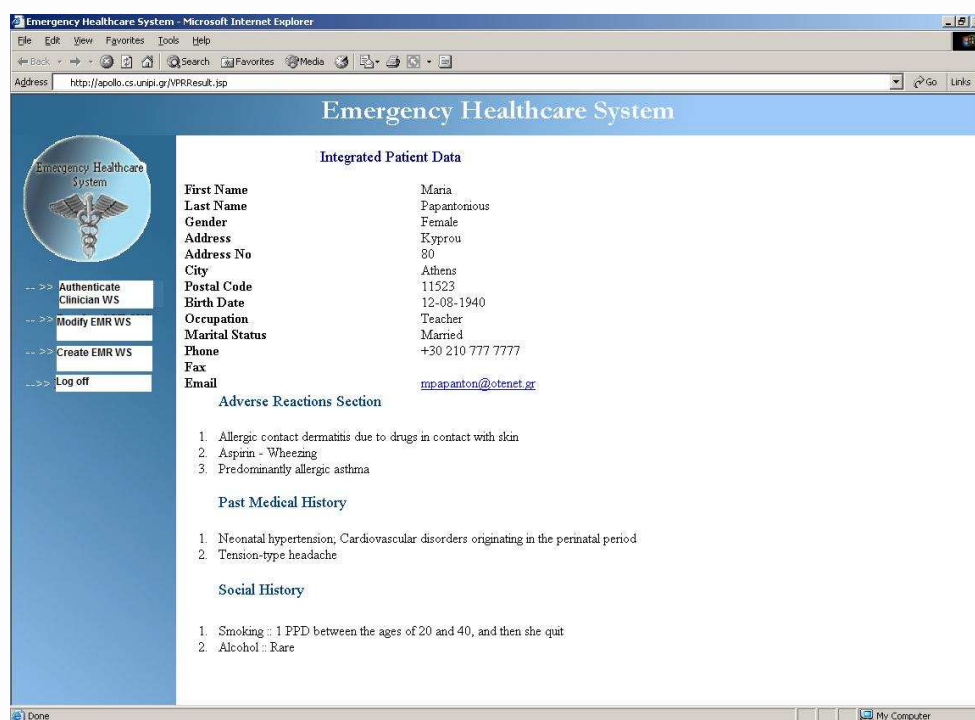 Emergency Healthcare System - Microsoft Internet Explorer
File Edit View Favorites Tools Help
Back Search Favorites Media
Address http://apollo.cs.unipi.gr/VPRResult.jsp Go Links
Emergency Healthcare System
Emergency Healthcare
System
-- >> Authenticate
Clinician WS
-- >> Modify EMR WS
-- >> Create EMR WS
-- >> Log off
Integrated Patient Data
First Name Maria
Last Name Papantonious
Gender Female
Address Kyprou
Address No 80
City Athens
Postal Code 11523
Birth Date 12-08-1940
Occupation Teacher
Marital Status Married
Phone +30 210 777 7777
Fax
Email mpapanton@otenet.gr
Adverse Reactions Section
1. Allergic contact dermatitis due to drugs in contact with skin
2. Aspirin - Wheezing
3. Predominantly allergic asthma
Past Medical History
1. Neonatal hypertension; Cardiovascular disorders originating in the perinatal period
2. Tension-type headache
Social History
1. Smoking :: 1 PPD between the ages of 20 and 40, and then she quit
2. Alcohol :: Rare
Done My Computer